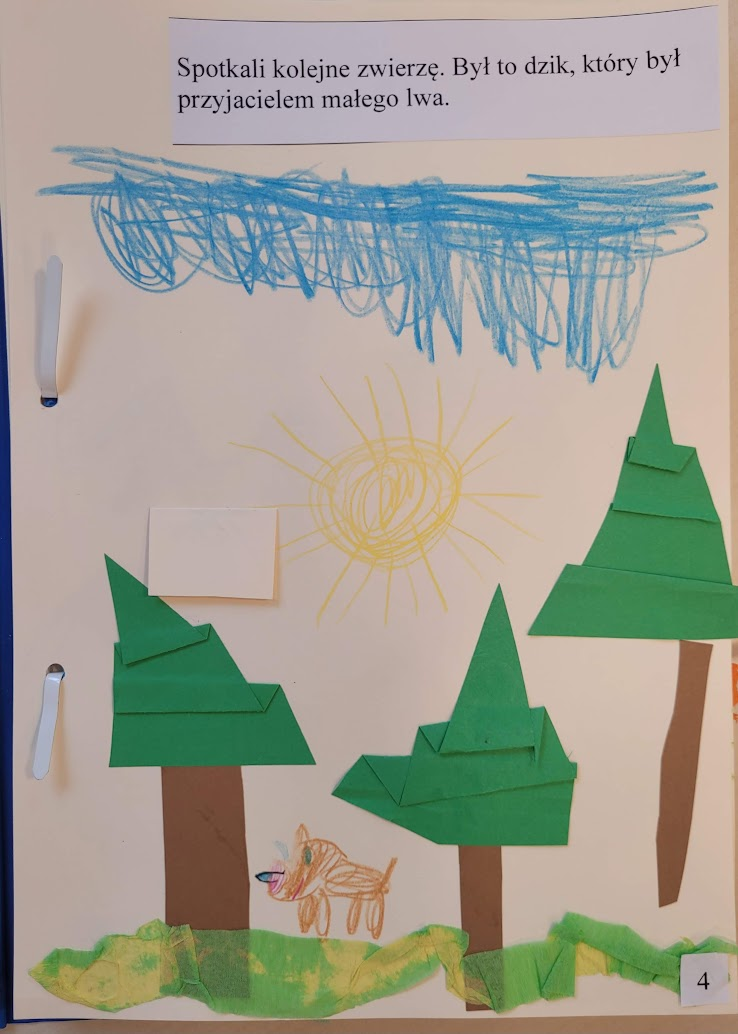 Spotkali kolejne zwierzę. Był to dzik, który był
przyjacielem małego lwa.
4